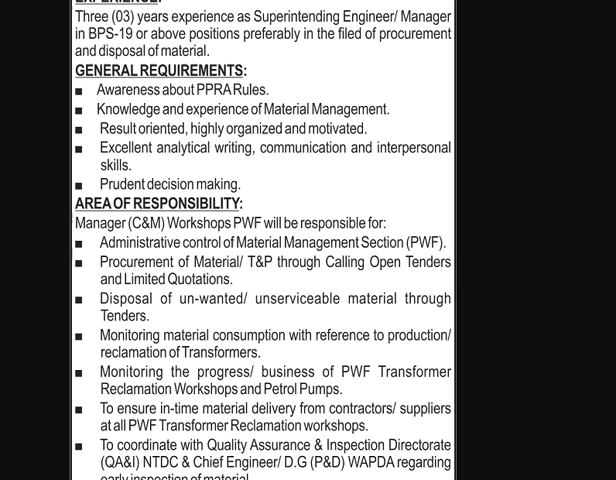 EXPERIENCE:
Three (03) years experience as Superintending Engineer/ Manager
in BPS-19 or above positions preferably in the filed of procurement
and disposal of material.
GENERAL REQUIREMENTS:
■ Awareness about PPRA Rules.
■ Knowledge and experience of Material Management.
■ Result oriented, highly organized and motivated.
■ Excellent analytical writing, communication and interpersonal
skills.
■ Prudent decision making.
AREA OF RESPONSIBILITY:
Manager (C&M) Workshops PWF will be responsible for:
■ Administrative control of Material Management Section (PWF).
■ Procurement of Material/ T&P through Calling Open Tenders
and Limited Quotations.
■ Disposal of un-wanted/ unserviceable material through
Tenders.
■ Monitoring material consumption with reference to production/
reclamation of Transformers.
■ Monitoring the progress/ business of PWF Transformer
Reclamation Workshops and Petrol Pumps.
■ To ensure in-time material delivery from contractors/ suppliers
at all PWF Transformer Reclamation workshops.
■ To coordinate with Quality Assurance & Inspection Directorate
(QA&I) NTDC & Chief Engineer/ D.G (P&D) WAPDA regarding
early inspection of material.